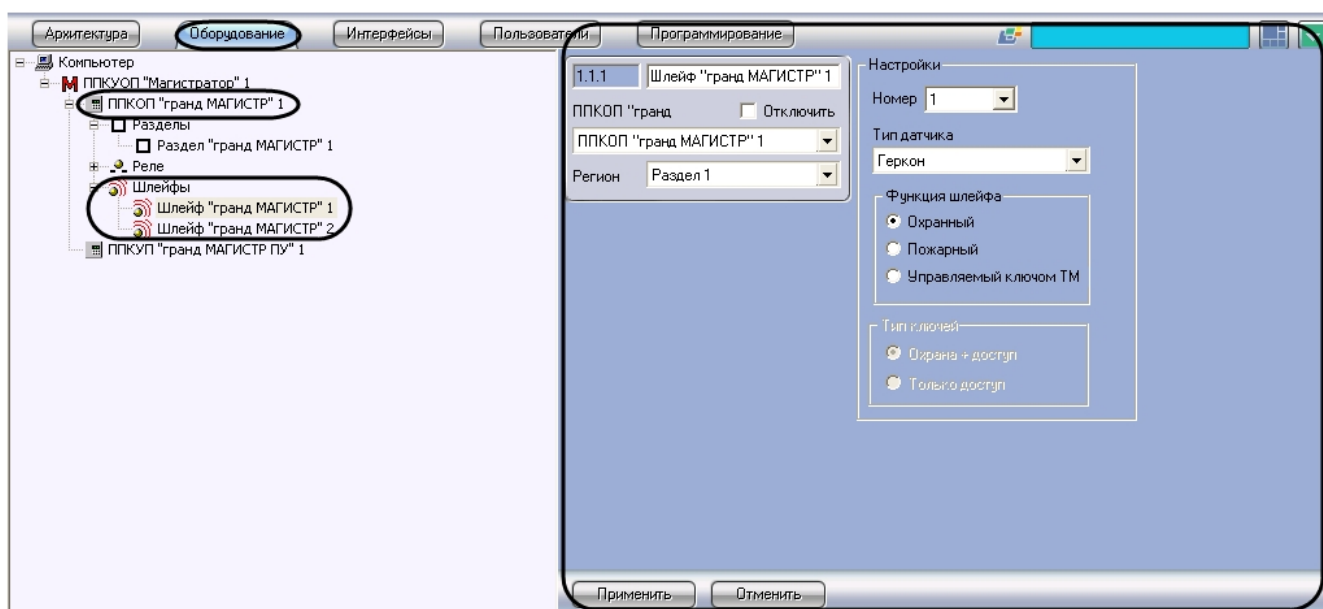 Архитектура Оборудование Интерфейсы Пользователи Программирование
Компьютер
ППКУОП "Магистратор" 1
ППКОП "гранд МАГИСТР" 1
Разделы
Раздел "гранд МАГИСТР" 1
Реле
Шлейфы
Шлейф "гранд МАГИСТР" 1
Шлейф "гранд МАГИСТР" 2
ППКУП "гранд МАГИСТР ПУ" 1
1.1.1 Шлейф "гранд МАГИСТР" 1
ППКОП "гранд Отключить
ППКОП "гранд МАГИСТР" 1
Регион Раздел 1
Настройки
Номер 1
Тип датчика
Геркон
Функция шлейфа
Охранный
Пожарный
Управляемый ключом ТМ
Тип ключей
Охрана + доступ
Только доступ
Применить Отменить